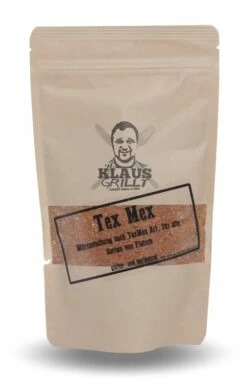 KLAUS
GRILLT
Tex Mex
Würzmischung nach TexMex Art, für alle
Sorten von Fleisch